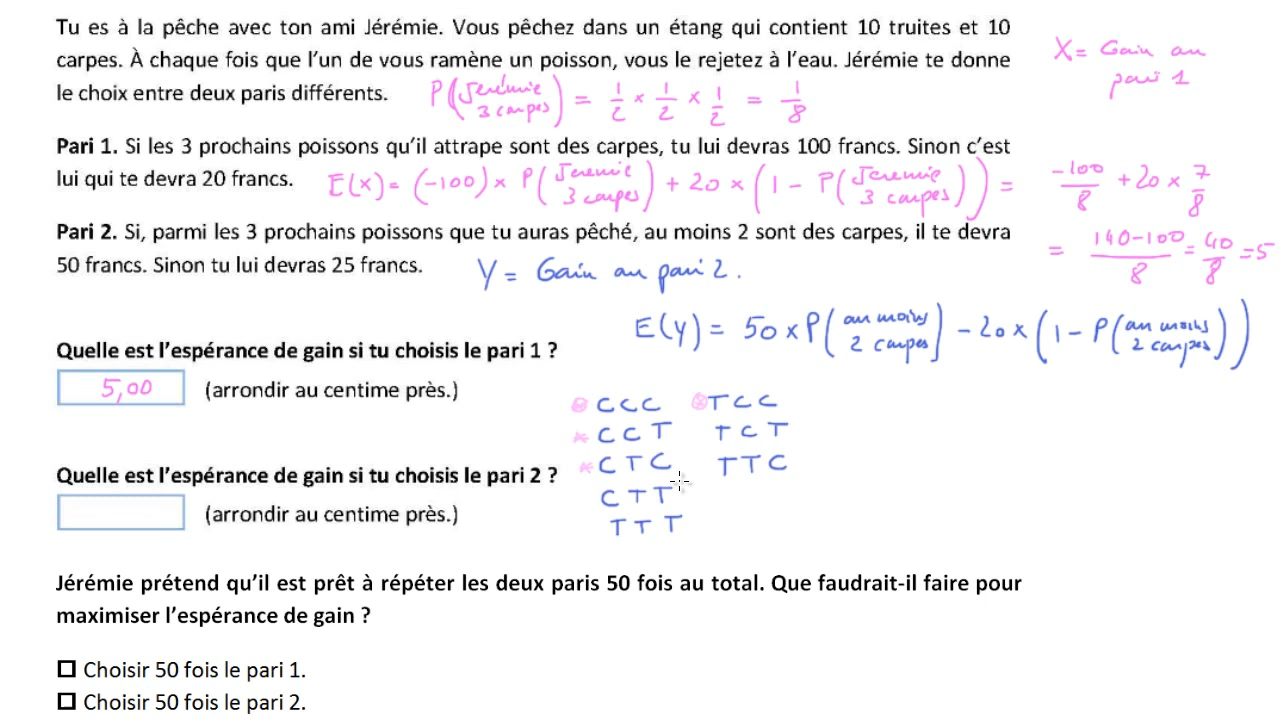 Tu es à la pêche avec ton ami Jérémie. Vous pêchez dans un étang qui contient 10 truites et 10
carpes. À chaque fois que l'un de vous ramène un poisson, vous le rejetez à l'eau. Jérémie te donne
le choix entre deux paris différents.
P(Jérémie 3 carpes) = 1/2 × 1/2 × 1/2 = 1/8
X = Gain au
pari 1
Pari 1. Si les 3 prochains poissons qu'il attrape sont des carpes, tu lui devras 100 francs. Sinon c'est
lui qui te devra 20 francs.
E(X) = (-100) × P(Jeremie 3 carpes) + 20 × (1 - P(Jeremie 3 carpes)) = -100/8 + 20 × 7/8
= 140-100/8 = 40/8 = 5
Pari 2. Si, parmi les 3 prochains poissons que tu auras pêché, au moins 2 sont des carpes, il te devra
50 francs. Sinon tu lui devras 25 francs.
Y = Gain au pari 2.
E(Y) = 50 × P(au moins 2 carpes) - 20 × (1 - P(au moins 2 carpes))
Quelle est l'espérance de gain si tu choisis le pari 1 ?
5,00 (arrondir au centime près.)
CCC TCC
CCT TCT
CTC TTC
CTT
TTT
Quelle est l'espérance de gain si tu choisis le pari 2 ?
(arrondir au centime près.)
Jérémie prétend qu'il est prêt à répéter les deux paris 50 fois au total. Que faudrait-il faire pour
maximiser l'espérance de gain ?
Choisir 50 fois le pari 1.
Choisir 50 fois le pari 2.